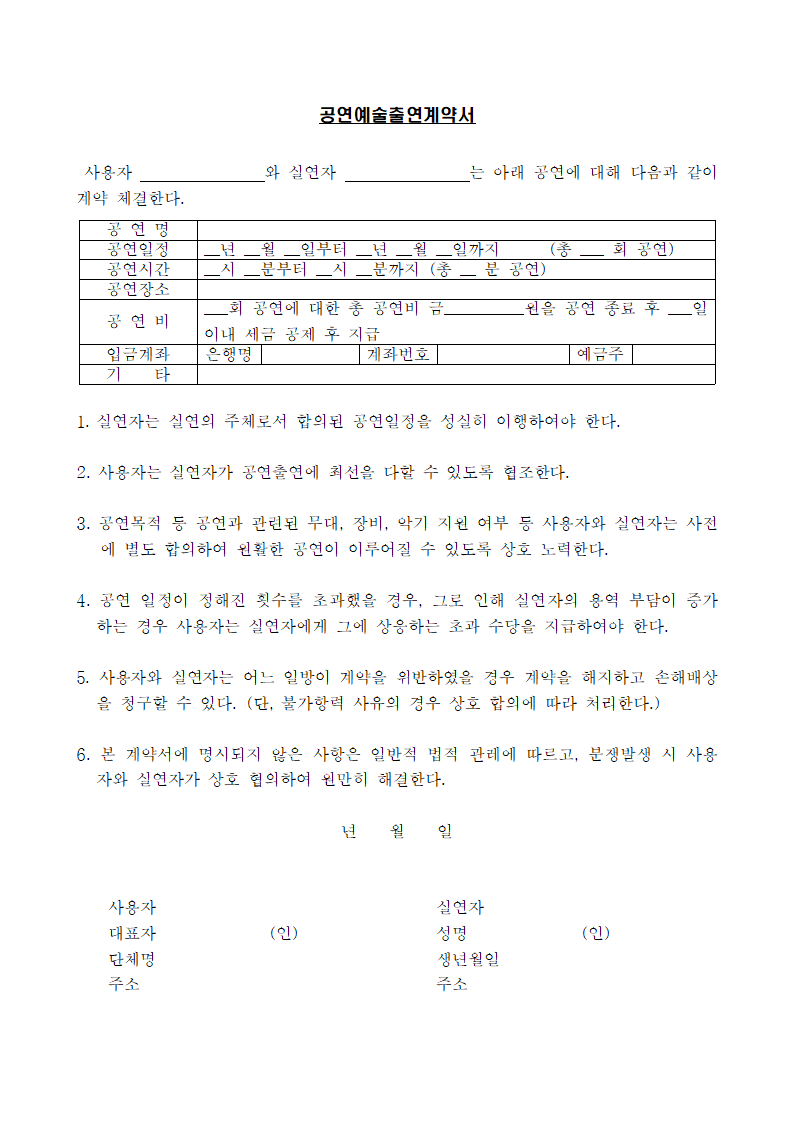 공연예술출연계약서
사용자 ______________와 실연자 ______________는 아래 공연에 대해 다음과 같이
계약 체결한다.
공 연 명
공연일정 __년 __월 __일부터 __년 __월 __일까지 (총 ___ 회 공연)
공연시간 __시 __분부터 __시 __분까지 (총 __ 분 공연)
공연장소
공 연 비 ___회 공연에 대한 총 공연비 금__________원을 공연 종료 후 ___일
이내 세금 공제 후 지급
입금계좌 은행명 계좌번호 예금주
기 타
1. 실연자는 실연의 주체로서 합의된 공연일정을 성실히 이행하여야 한다.
2. 사용자는 실연자가 공연출연에 최선을 다할 수 있도록 협조한다.
3. 공연목적 등 공연과 관련된 무대, 장비, 악기 지원 여부 등 사용자와 실연자는 사전
에 별도 합의하여 원활한 공연이 이루어질 수 있도록 상호 노력한다.
4. 공연 일정이 정해진 횟수를 초과했을 경우, 그로 인해 실연자의 용역 부담이 증가
하는 경우 사용자는 실연자에게 그에 상응하는 초과 수당을 지급하여야 한다.
5. 사용자와 실연자는 어느 일방이 계약을 위반하였을 경우 계약을 해지하고 손해배상
을 청구할 수 있다. (단, 불가항력 사유의 경우 상호 합의에 따라 처리한다.)
6. 본 계약서에 명시되지 않은 사항은 일반적 법적 관례에 따르고, 분쟁발생 시 사용
자와 실연자가 상호 협의하여 원만히 해결한다.
년 월 일
사용자 실연자
대표자 (인) 성명 (인)
단체명 생년월일
주소 주소